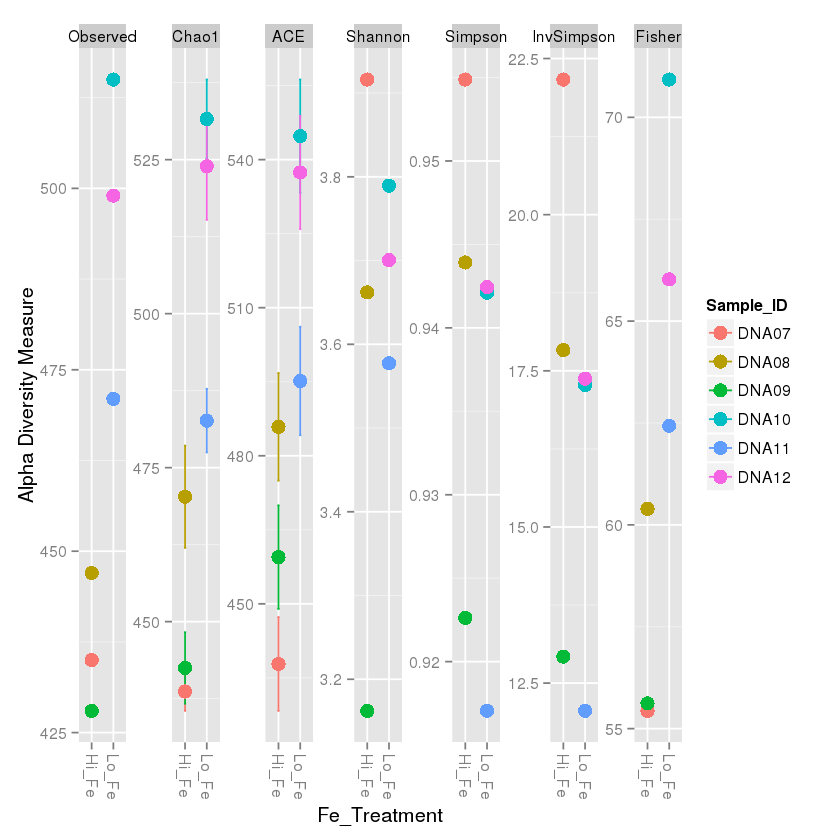 Observed Chao1 ACE Shannon Simpson InvSimpson Fisher
Alpha Diversity Measure
500
475
450
425
525
500
475
450
540
510
480
450
3.8
3.6
3.4
3.2
0.95
0.94
0.93
0.92
22.5
20.0
17.5
15.0
12.5
70
65
60
55
Hi_Fe Lo_Fe Hi_Fe Lo_Fe Hi_Fe Lo_Fe Hi_Fe Lo_Fe Hi_Fe Lo_Fe Hi_Fe Lo_Fe Hi_Fe Lo_Fe
Fe_Treatment
Sample_ID
DNA07
DNA08
DNA09
DNA10
DNA11
DNA12